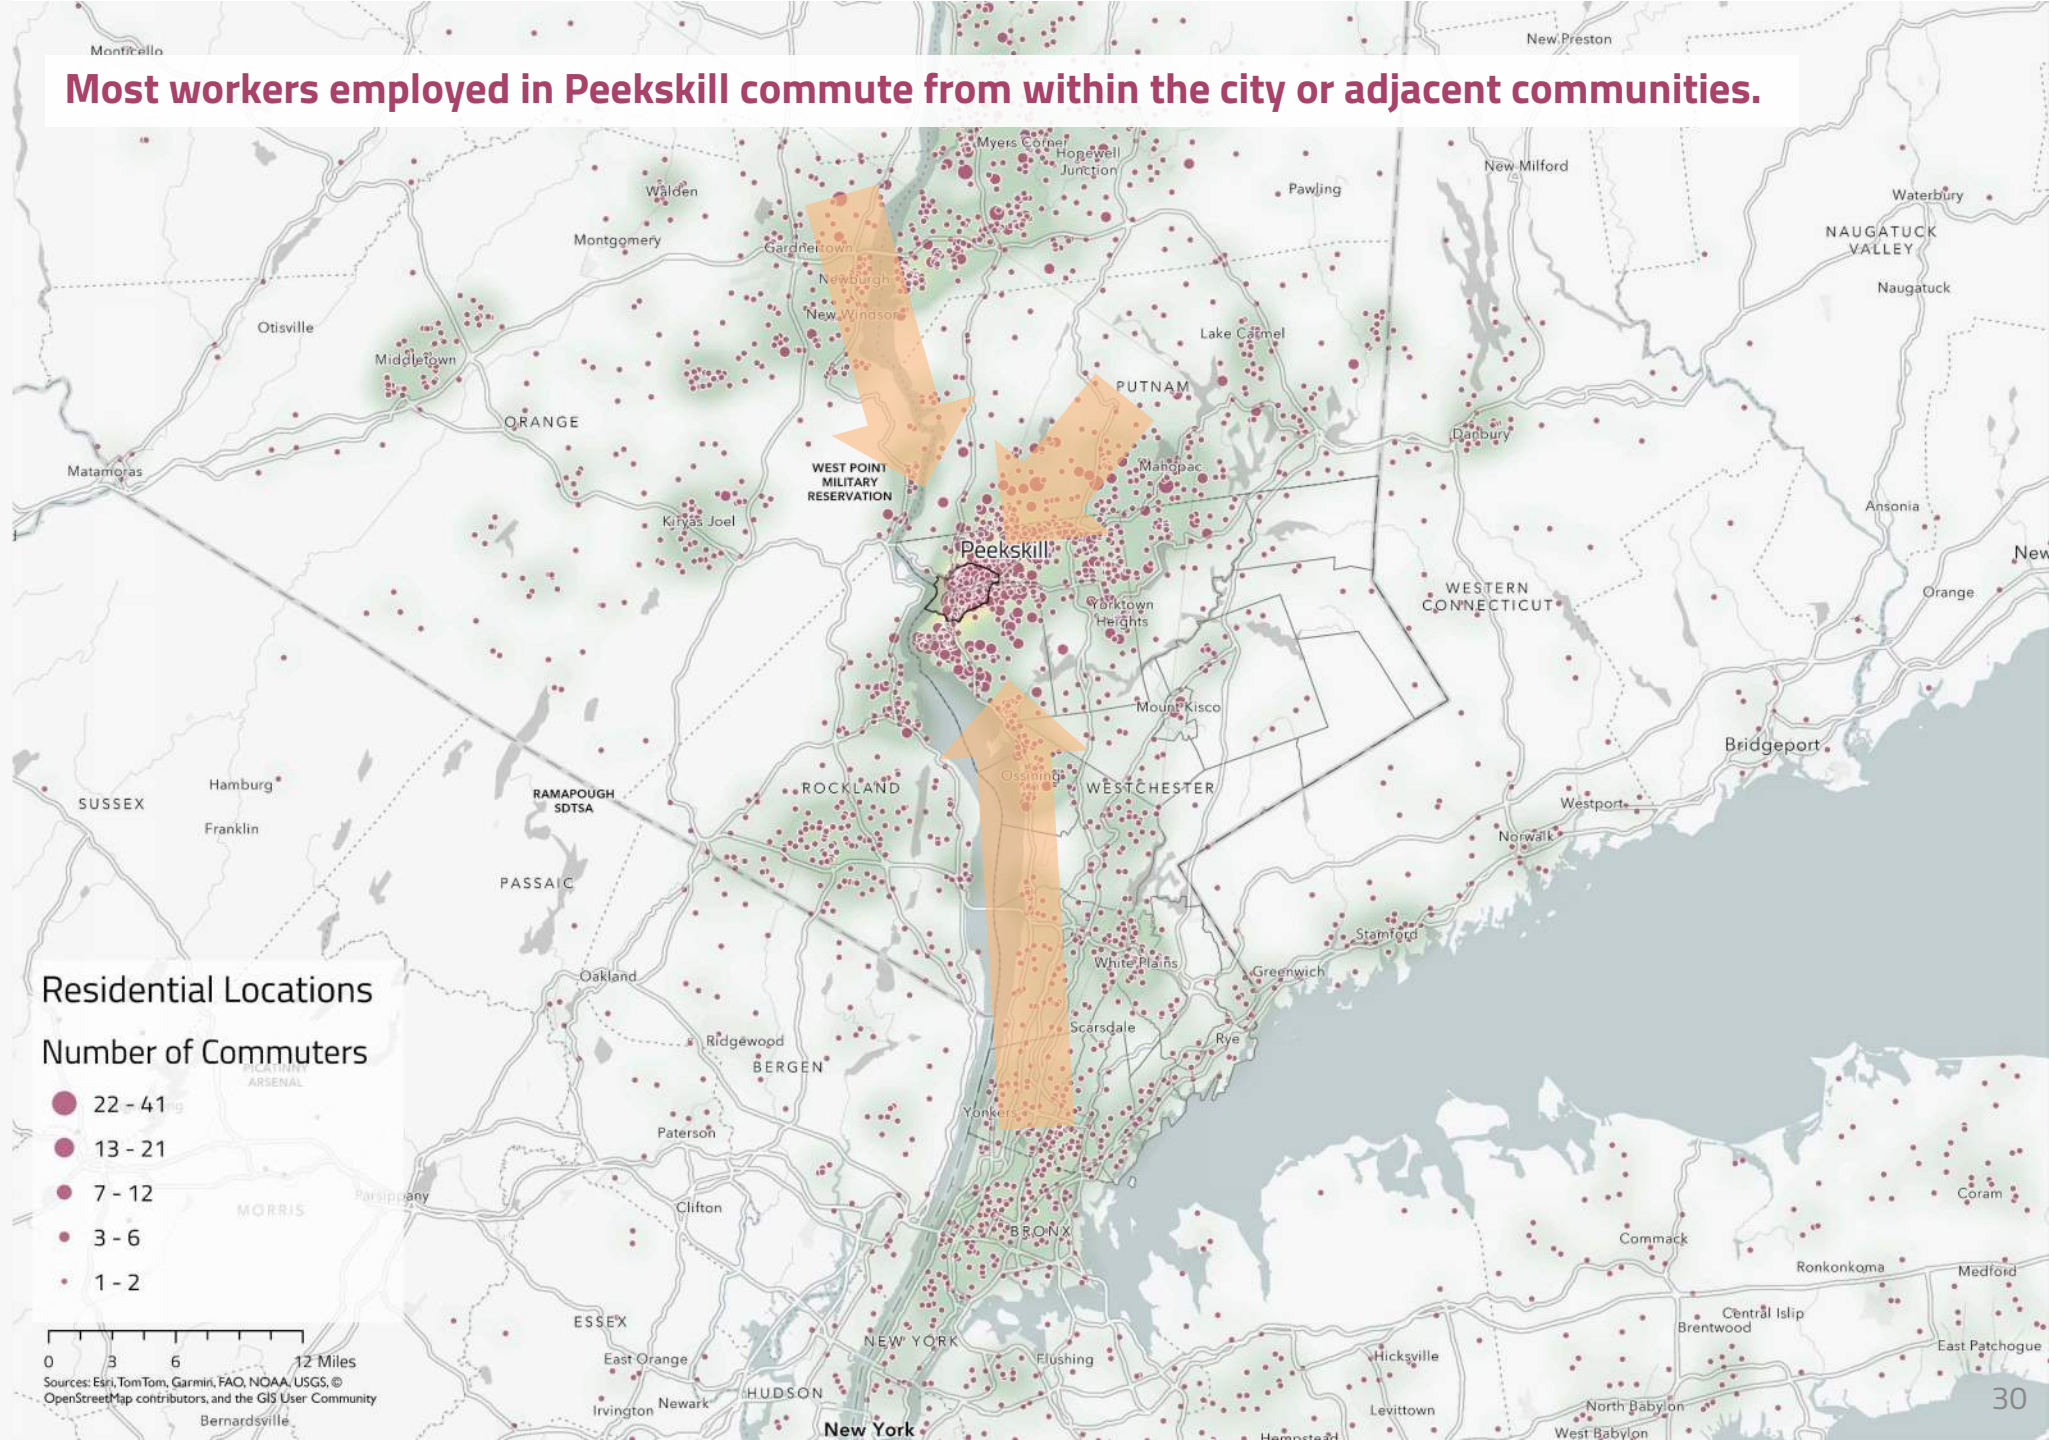 Monticello
New Preston
Most workers employed in Peekskill commute from within the city or adjacent communities.
Myers Corner
Hopewell
Junction
New Milford
Walden
Pawling
Waterbury
Montgomery
Gardnertown
NAUGATUCK
VALLEY
Newburgh
Naugatuck
New Windsor
Otisville
Lake Carmel
Middletown
PUTNAM
ORANGE
Danbury
Matamoras
WEST POINT
MILITARY
RESERVATION
Mahopac
Ansonia
Kiryas Joel
Peekskill
New
WESTERN
CONNECTICUT
Orange
Yorktown
Heights
Mount Kisco
Bridgeport
Ossining
Hamburg
ROCKLAND
WESTCHESTER
RAMAPOUGH
SDTSA
SUSSEX
Westport
Franklin
Norwalk
PASSAIC
Stamford
White Plains
Oakland
Greenwich
Residential Locations
Scarsdale
Rye
Ridgewood
Number of Commuters
BERGEN
PICATINNY
ARSENAL
22 - 41
Yonkers
Paterson
13 - 21
7 - 12
Parsippany
Coram
MORRIS
Clifton
BRONX
3 - 6
Commack
Ronkonkoma
Medford
1 - 2
Central Islip
ESSEX
Brentwood
NEW YORK
East Patchogue
0 3 6 12 Miles
East Orange
Flushing
Hicksville
Sources: Esri, TomTom, Garmin, FAO, NOAA, USGS, ©
OpenStreetMap contributors, and the GIS User Community
HUDSON
30
Irvington
Newark
Levittown
North Babylon
Bernardsville
New York
Hempstead
West Babylon